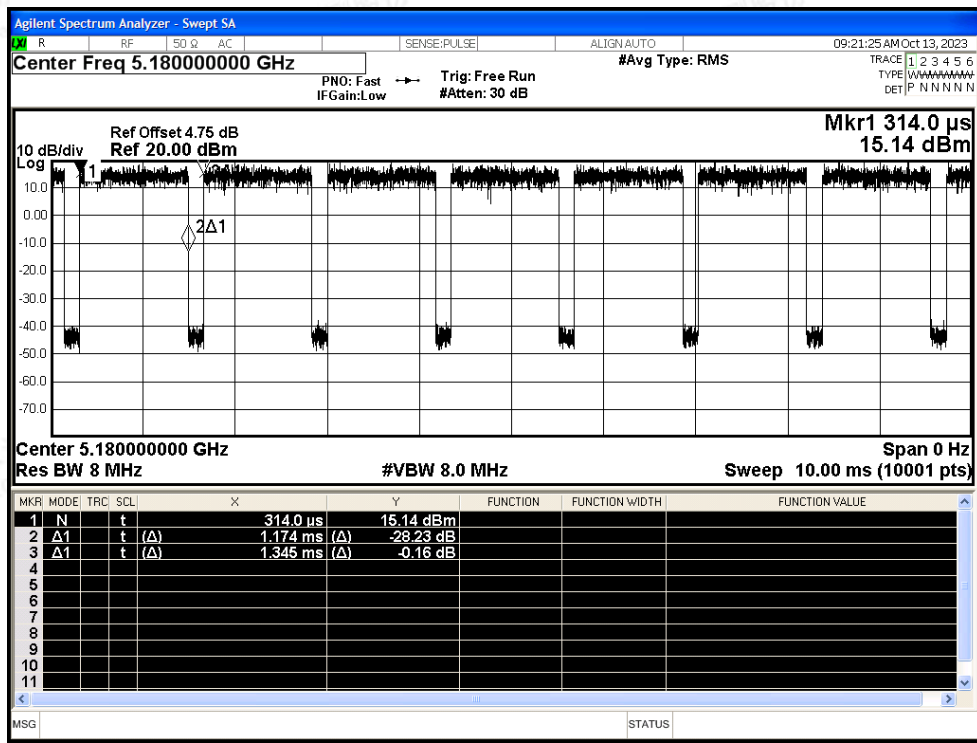 Agilent Spectrum Analyzer - Swept SA
LXI R RF 50 Ω AC SENSE:PULSE ALIGN AUTO 09:21:25 AM Oct 13, 2023
Center Freq 5.180000000 GHz #Avg Type: RMS TRACE 1 2 3 4 5 6
PNO: Fast Trig: Free Run TYPE WWWWWW
IFGain:Low #Atten: 30 dB DET P N N N N N
Mkr1 314.0 µs
Ref Offset 4.75 dB
10 dB/div Ref 20.00 dBm 15.14 dBm
Log
1 3Δ1
10.0
0.00
2Δ1
-10.0
-20.0
-30.0
-40.0
-50.0
-60.0
-70.0
Center 5.180000000 GHz Span 0 Hz
Res BW 8 MHz #VBW 8.0 MHz Sweep 10.00 ms (10001 pts)
MKR MODE TRC SCL X Y FUNCTION FUNCTION WIDTH FUNCTION VALUE
1 N t 314.0 µs 15.14 dBm
2 Δ1 t (Δ) 1.174 ms (Δ) -28.23 dB
3 Δ1 t (Δ) 1.345 ms (Δ) -0.16 dB
4
5
6
7
8
9
10
11
MSG STATUS